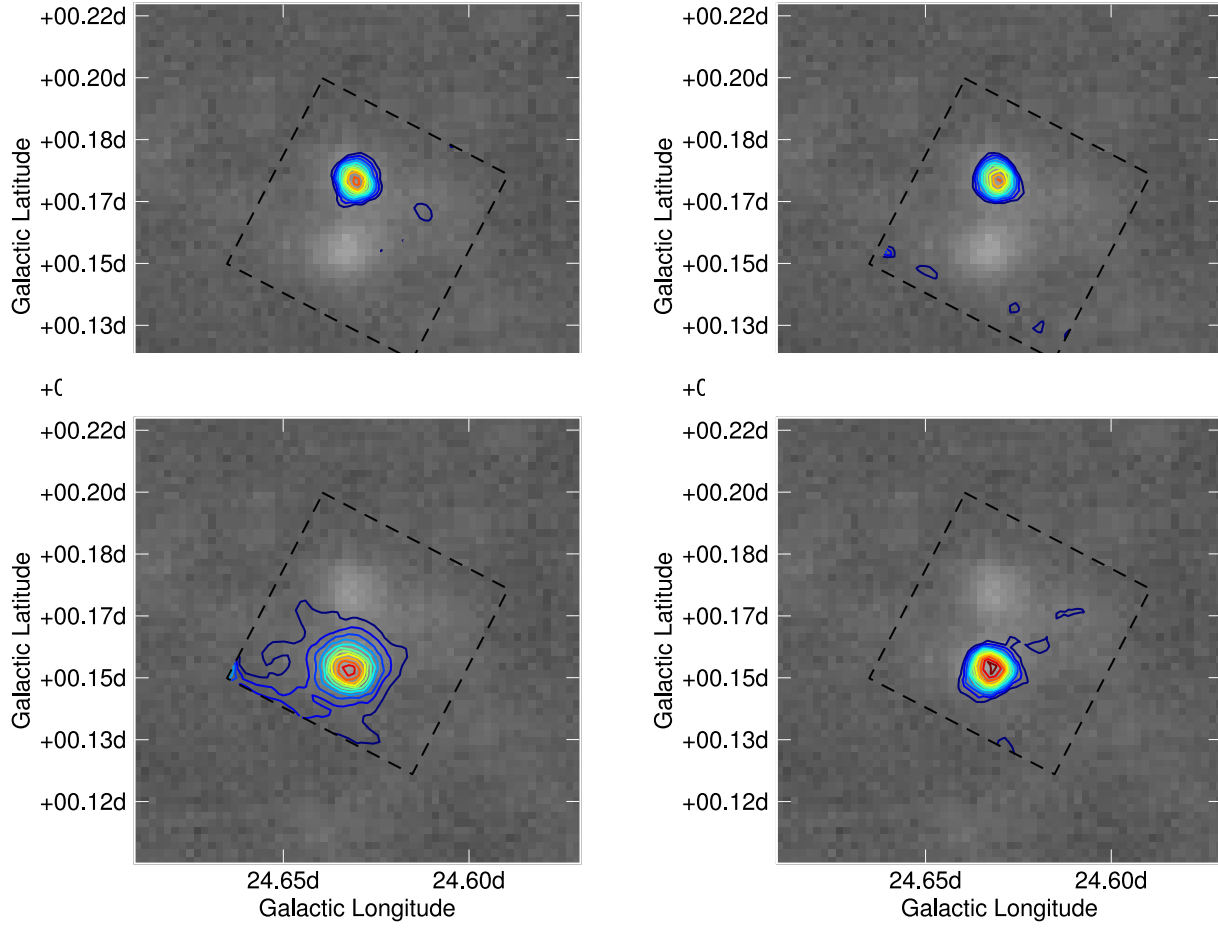 +00.22d
+00.20d
+00.18d
+00.17d
+00.15d
+00.13d
Galactic Latitude
+00.22d
+00.20d
+00.18d
+00.17d
+00.15d
+00.13d
Galactic Latitude
+00.22d
+00.20d
+00.18d
+00.17d
+00.15d
+00.13d
+00.12d
Galactic Latitude
24.65d 24.60d
Galactic Longitude
+00.22d
+00.20d
+00.18d
+00.17d
+00.15d
+00.13d
+00.12d
Galactic Latitude
24.65d 24.60d
Galactic Longitude